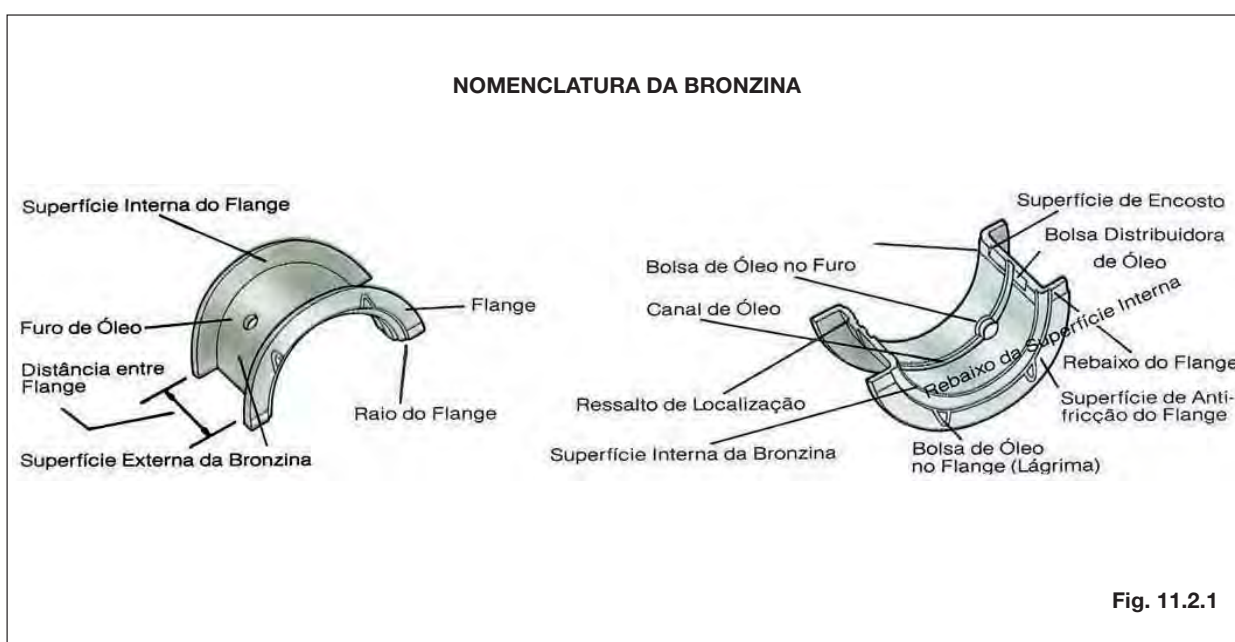 NOMENCLATURA DA BRONZINA
Superfície Interna do Flange
Furo de Óleo
Distância entre
Flange
Superfície Externa da Bronzina
Flange
Raio do Flange
Superfície de Encosto
Bolsa Distribuidora
de Óleo
Bolsa de Óleo no Furo
Canal de Óleo
Rebaixo da Superfície Interna
Rebaixo do Flange
Ressalto de Localização
Superfície de Anti-
fricção do Flange
Superfície Interna da Bronzina
Bolsa de Óleo
no Flange (Lágrima)
Fig. 11.2.1